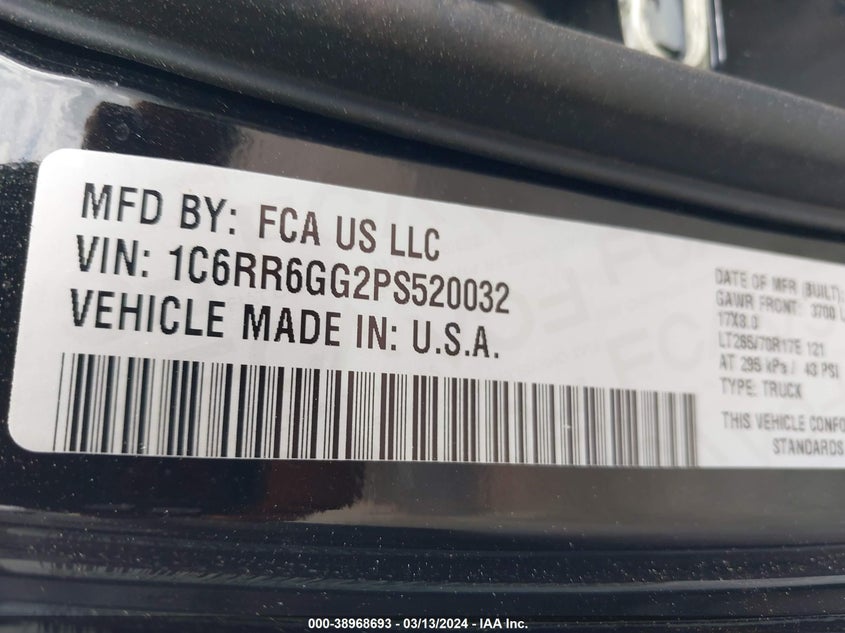 MFD BY: FCA US LLC
VIN: 1C6RR6GG2PS520032
VEHICLE MADE IN: U.S.A.
DATE OF MFR (BUILT):
GAWR FRONT: 3700
17X8.0
LT265/70R17E 121
AT 295 kPa / 43 PSI
TYPE: TRUCK
THIS VEHICLE CONFO
STANDARDS
000-38968693 - 03/13/2024 - IAA Inc.